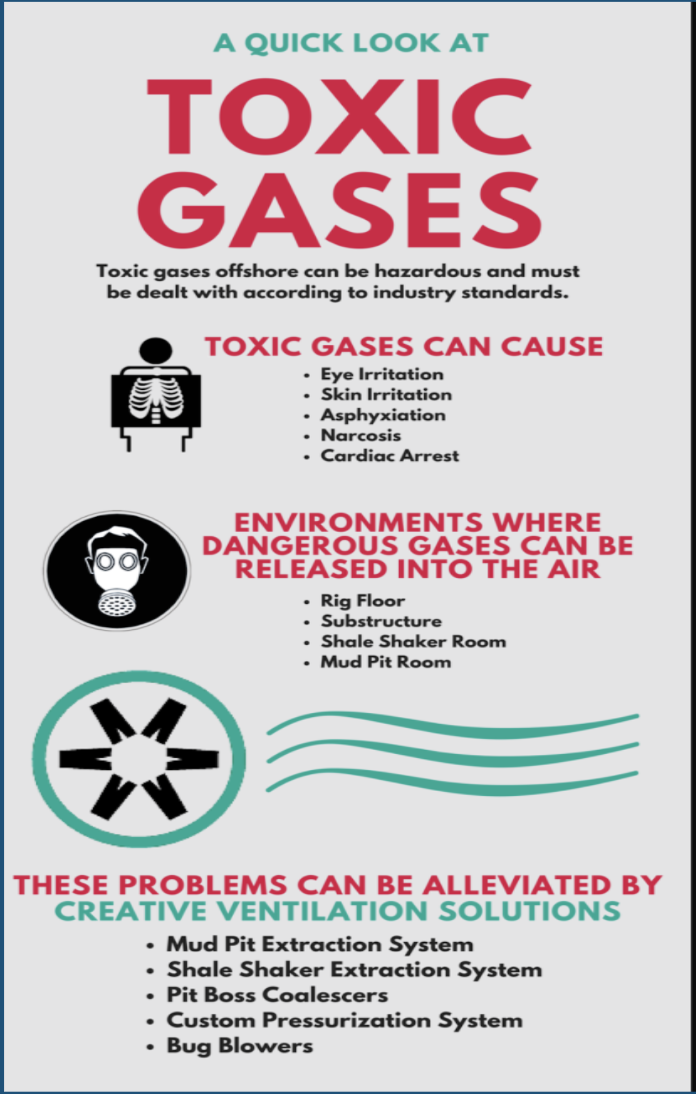 A QUICK LOOK AT
TOXIC
GASES
Toxic gases offshore can be hazardous and must
be dealt with according to industry standards.
TOXIC GASES CAN CAUSE
• Eye Irritation
• Skin Irritation
• Asphyxiation
• Narcosis
• Cardiac Arrest
ENVIRONMENTS WHERE
DANGEROUS GASES CAN BE
RELEASED INTO THE AIR
• Rig Floor
• Substructure
• Shale Shaker Room
• Mud Pit Room
THESE PROBLEMS CAN BE ALLEVIATED BY
CREATIVE VENTILATION SOLUTIONS
• Mud Pit Extraction System
• Shale Shaker Extraction System
• Pit Boss Coalescers
• Custom Pressurization System
• Bug Blowers